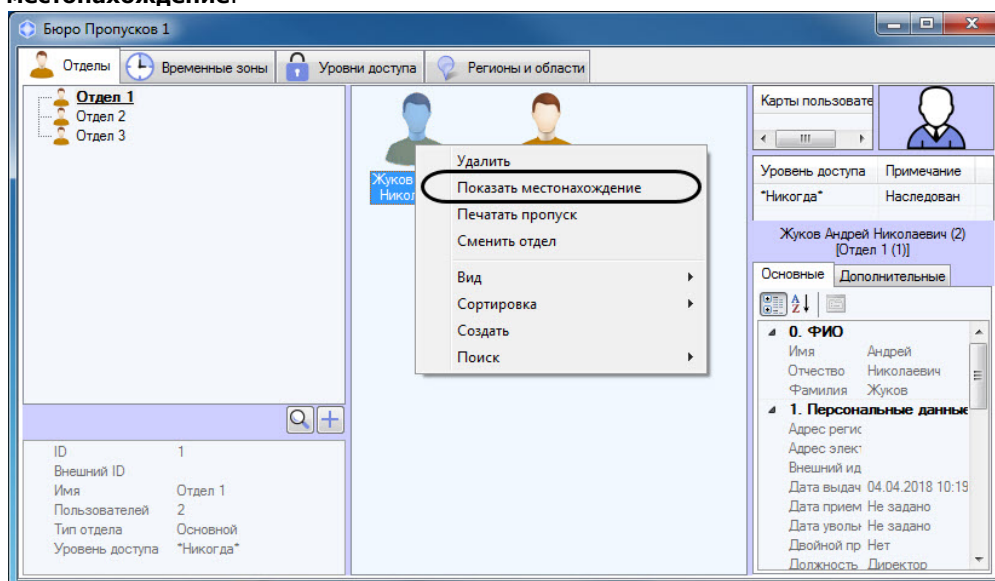 местонахождение.
Бюро Пропусков 1
Отделы Временные зоны Уровни доступа Регионы и области
Отдел 1
Отдел 2
Отдел 3
Жуков
Никол
Удалить
Показать местонахождение
Печатать пропуск
Сменить отдел
Вид
Сортировка
Создать
Поиск
ID 1
Внешний ID
Имя Отдел 1
Пользователей 2
Тип отдела Основной
Уровень доступа *Никогда*
Карты пользовате
Уровень доступа Примечание
*Никогда* Наследован
Жуков Андрей Николаевич (2)
[Отдел 1 (1)]
Основные Дополнительные
0. ФИО
Имя Андрей
Отчество Николаевич
Фамилия Жуков
1. Персональные данные
Адрес регис
Адрес элек
Внешний ид
Дата выдач 04.04.2018 10:19
Дата прием Не задано
Дата уволь Не задано
Двойной пр Нет
Должность Директор